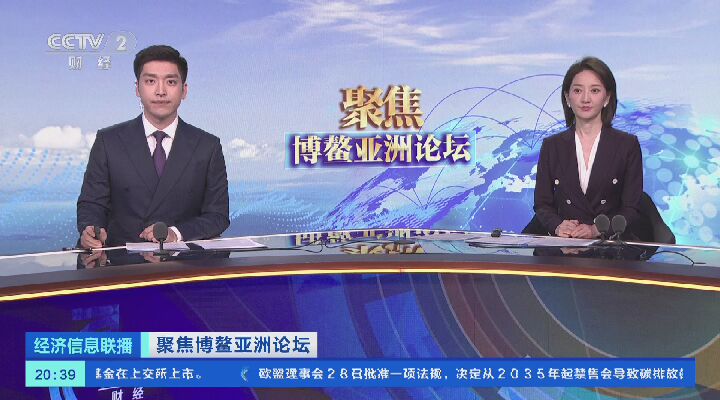 CCTV 2
财经
聚焦
博鳌亚洲论坛
经济信息联播
聚焦博鳌亚洲论坛
20:39
基金在上交所上市。
欧盟理事会28日批准一项法规，决定从2035年起禁售会导致碳排放的
财经